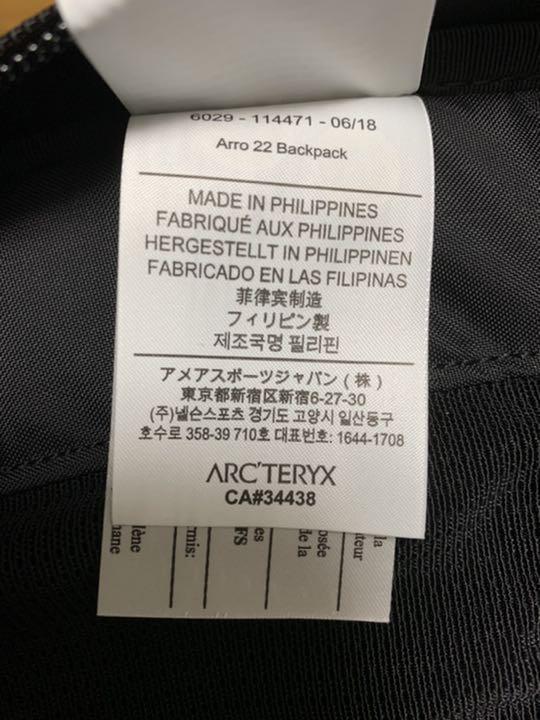 6029 - 114471 - 06/18
Arro 22 Backpack
MADE IN PHILIPPINES
FABRIQUÉ AUX PHILIPPINES
HERGESTELLT IN PHILIPPINEN
FABRICADO EN LAS FILIPINAS
菲律宾制造
フィリピン製
제조국명 필리핀
アメアスポーツジャパン(株)
東京都新宿区新宿6-27-30
(주)넬슨스포츠 경기도 고양시 일산동구
호수로 358-39 710호 대표번호: 1644-1708
ARC'TERYX
CA#34438
de la
FS